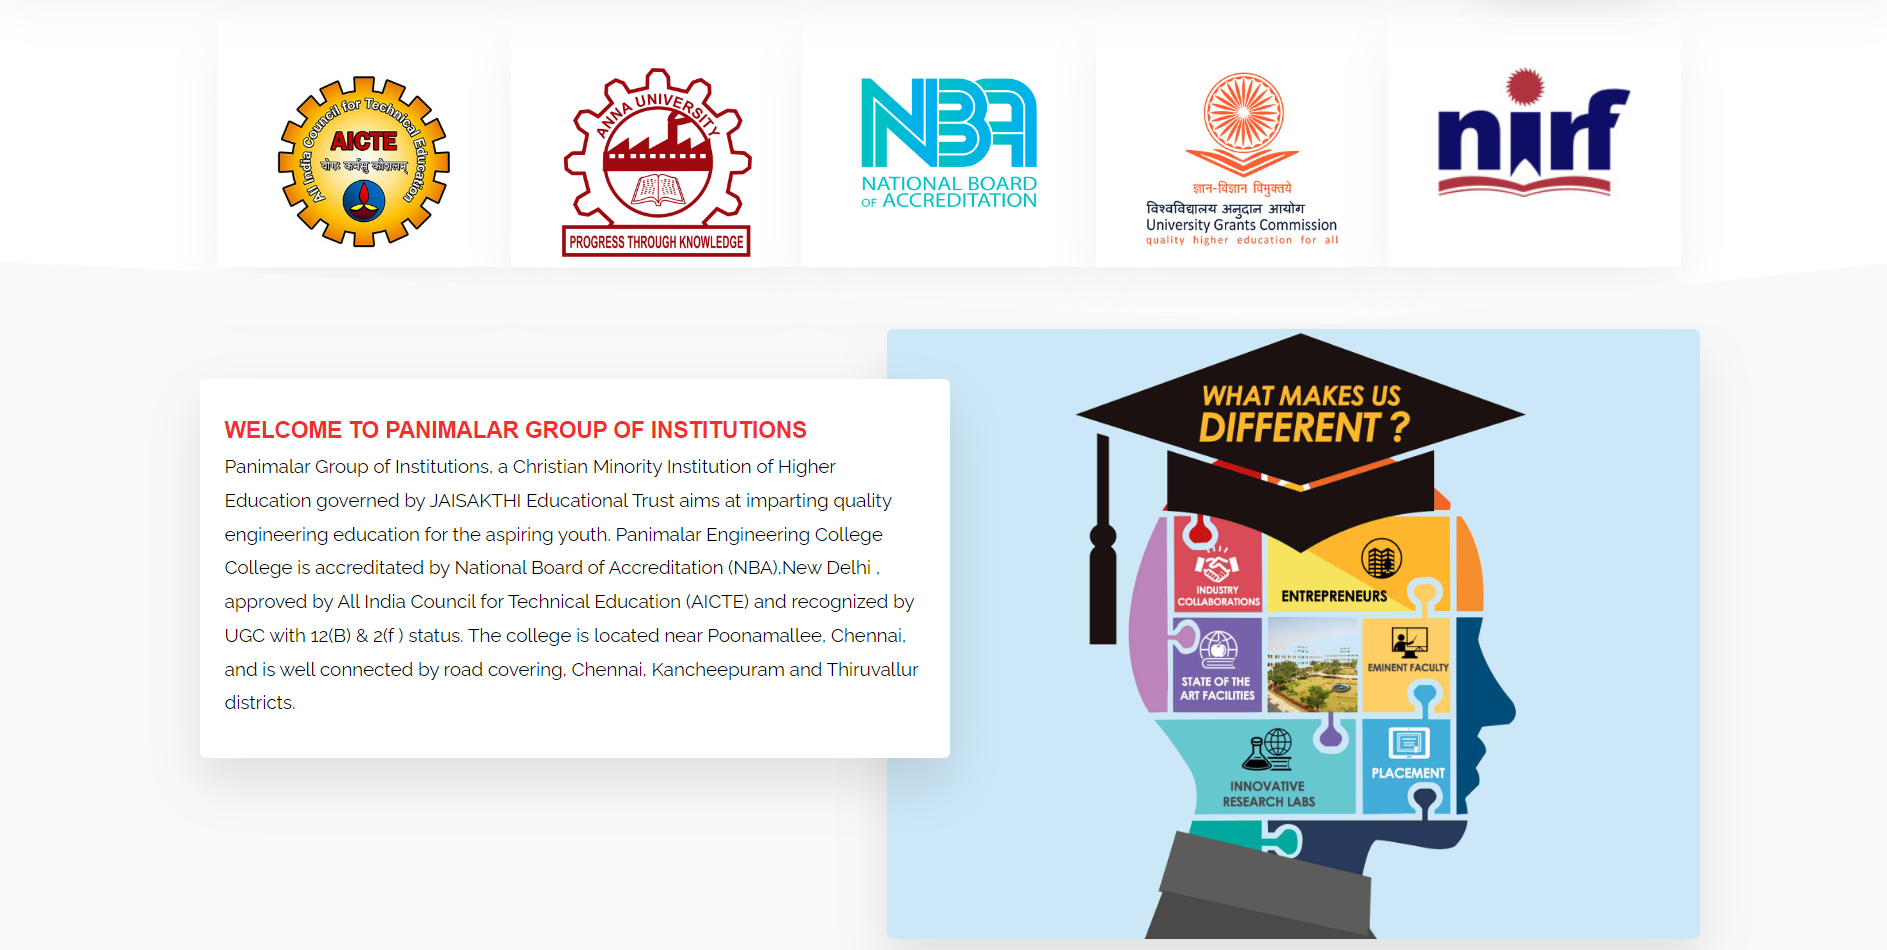 All India Council for Technical Education
AICTE
योगः कर्मसु कौशलम्
ANNA UNIVERSITY
PROGRESS THROUGH KNOWLEDGE
NBA
NATIONAL BOARD
OF ACCREDITATION
ज्ञान-विज्ञान विमुक्तये
विश्वविद्यालय अनुदान आयोग
University Grants Commission
quality higher education for all
nirf
WELCOME TO PANIMALAR GROUP OF INSTITUTIONS
Panimalar Group of Institutions, a Christian Minority Institution of Higher
Education governed by JAISAKTHI Educational Trust aims at imparting quality
engineering education for the aspiring youth. Panimalar Engineering College
College is accreditated by National Board of Accreditation (NBA),New Delhi ,
approved by All India Council for Technical Education (AICTE) and recognized by
UGC with 12(B) & 2(f ) status. The college is located near Poonamallee, Chennai,
and is well connected by road covering, Chennai, Kancheepuram and Thiruvallur
districts.
WHAT MAKES US
DIFFERENT ?
INDUSTRY
COLLABORATIONS
ENTREPRENEURS
STATE OF THE
ART FACILITIES
EMINENT FACULTY
INNOVATIVE
RESEARCH LABS
PLACEMENT